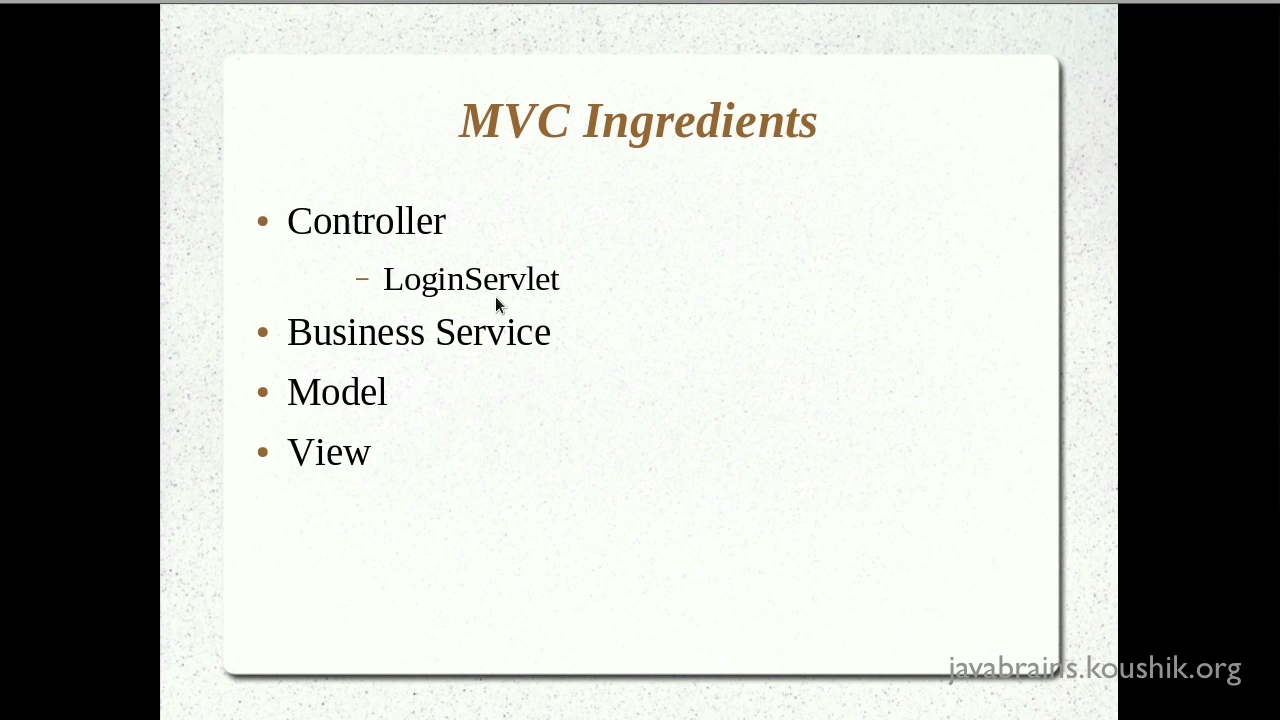 MVC Ingredients
• Controller
– LoginServlet
• Business Service
• Model
• View
javabrains.koushik.org